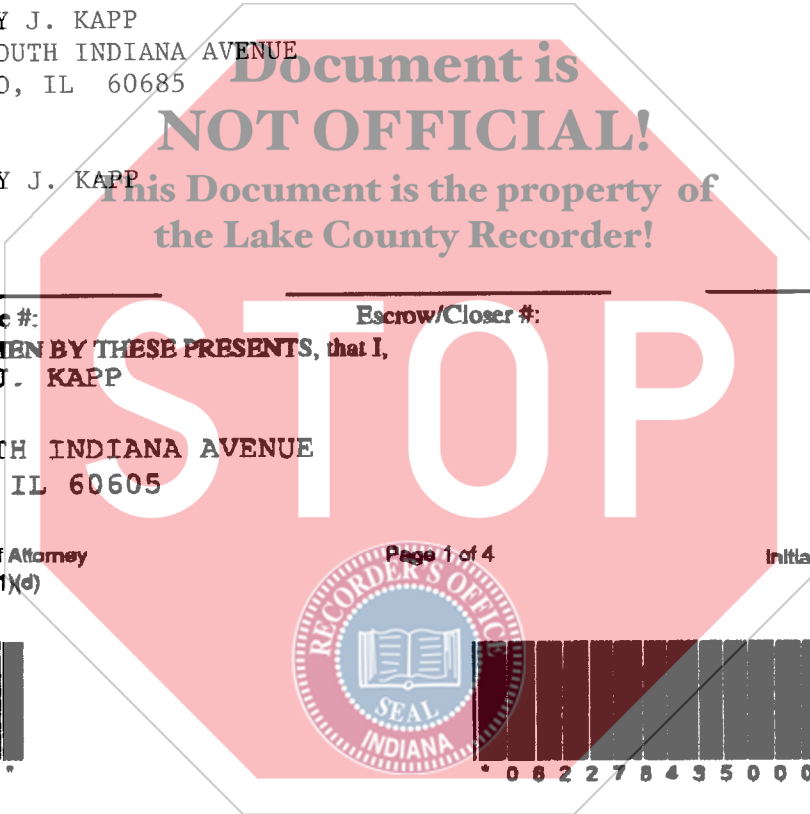 Y J. KAPP
OUTH INDIANA AVENUE
O, IL 60685
Document is
NOT OFFICIAL!
Y J. KAPP
This Document is the property of
the Lake County Recorder!
e #:
Escrow/Closer #:
MEN BY THESE PRESENTS, that I,
J. KAPP
STOP
TH INDIANA AVENUE
IL 60605
f Attorney
Page 1 of 4
Initia
1)(d)
RECORDER'S OFFICE
SEAL
INDIANA
"
* 0 6 2 2 7 8 4 3 5 0 0 0